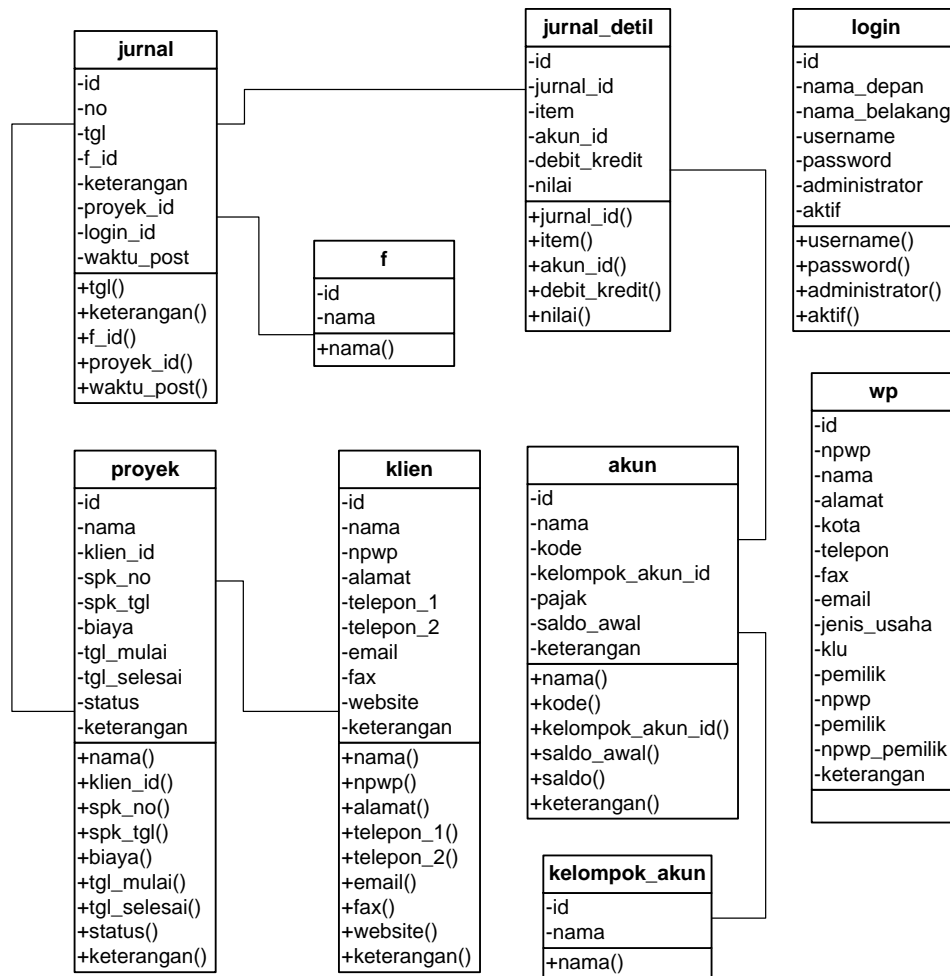 jurnal
-id
-no
-tgl
-f_id
-keterangan
-proyek_id
-login_id
-waktu_post
+tgl()
+keterangan()
+f_id()
+proyek_id()
+waktu_post()
f
-id
-nama
+nama()
jurnal_detil
-id
-jurnal_id
-item
-akun_id
-debit_kredit
-nilai
+jurnal_id()
+item()
+akun_id()
+debit_kredit()
+nilai()
login
-id
-nama_depan
-nama_belakang
-username
-password
-administrator
-aktif
+username()
+password()
+administrator()
+aktif()
proyek
-id
-nama
-klien_id
-spk_no
-spk_tgl
-biaya
-tgl_mulai
-tgl_selesai
-status
-keterangan
+nama()
+klien_id()
+spk_no()
+spk_tgl()
+biaya()
+tgl_mulai()
+tgl_selesai()
+status()
+keterangan()
klien
-id
-nama
-npwp
-alamat
-telepon_1
-telepon_2
-email
-fax
-website
-keterangan
+nama()
+npwp()
+alamat()
+telepon_1()
+telepon_2()
+email()
+fax()
+website()
+keterangan()
akun
-id
-nama
-kode
-kelompok_akun_id
-pajak
-saldo_awal
-keterangan
+nama()
+kode()
+kelompok_akun_id()
+saldo_awal()
+saldo()
+keterangan()
wp
-id
-npwp
-nama
-alamat
-kota
-telepon
-fax
-email
-jenis_usaha
-klu
-pemilik
-npwp
-pemilik
-npwp_pemilik
-keterangan
kelompok_akun
-id
-nama
+nama()